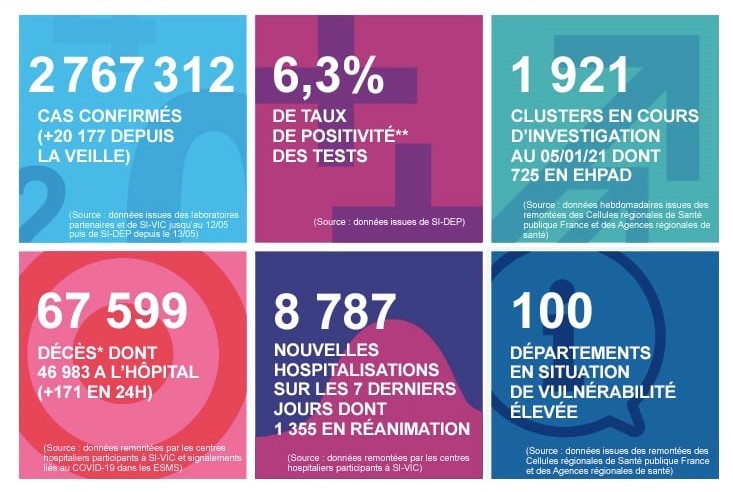 2 767 312
CAS CONFIRMÉS
(+20 177 DEPUIS
LA VEILLE)
(Source : données issues des laboratoires
partenaires et de SI-VIC jusqu'au 12/05
puis de SI-DEP depuis le 13/05)
6,3%
DE TAUX
DE POSITIVITÉ**
DES TESTS
(Source : données issues de SI-DEP)
1 921
CLUSTERS EN COURS
D'INVESTIGATION
AU 05/01/21 DONT
725 EN EHPAD
(Source : données hebdomadaires issues des
remontées des Cellules régionales de Santé
publique France et des Agences régionales de
santé)
67 599
DÉCÈS* DONT
46 983 A L'HÔPITAL
(+171 EN 24H)
(Source : données remontées par les centres
hospitaliers participants à SI-VIC et signalements
liés au COVID-19 dans les ESMS)
8 787
NOUVELLES
HOSPITALISATIONS
SUR LES 7 DERNIERS
JOURS DONT
1 355 EN RÉANIMATION
(Source : données remontées par les centres
hospitaliers participants à SI-VIC)
100
DÉPARTEMENTS
EN SITUATION
DE VULNÉRABILITÉ
ÉLEVÉE
(Source : données issues des remontées des
Cellules régionales de Santé publique France
et des Agences régionales de santé)